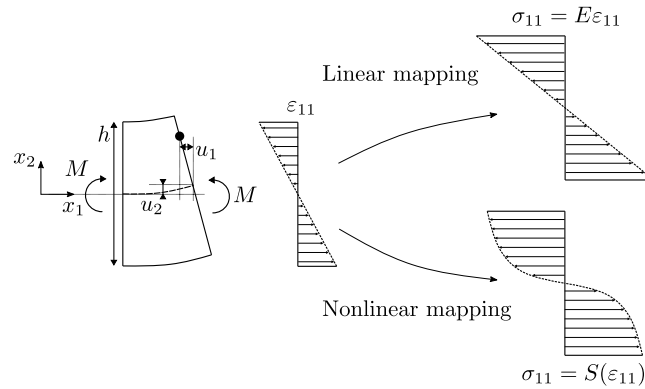 σ₁₁ = Eε₁₁
Linear mapping
ε₁₁
h
u₁
x₂
M
M
x₁
u₂
Nonlinear mapping
σ₁₁ = S(ε₁₁)